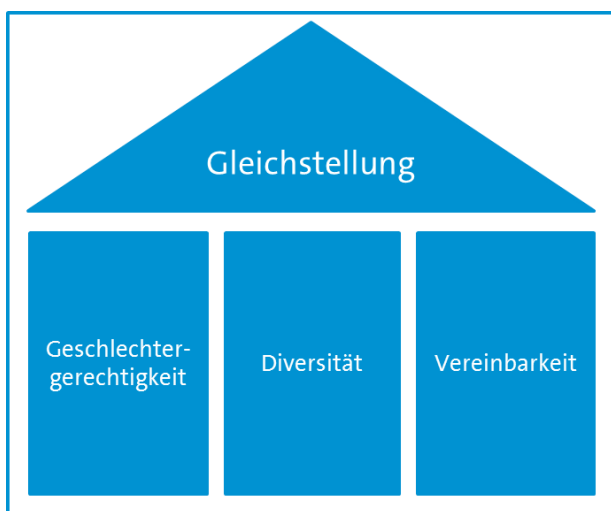 Gleichstellung
Geschlechter-
gerechtigkeit
Diversität
Vereinbarkeit